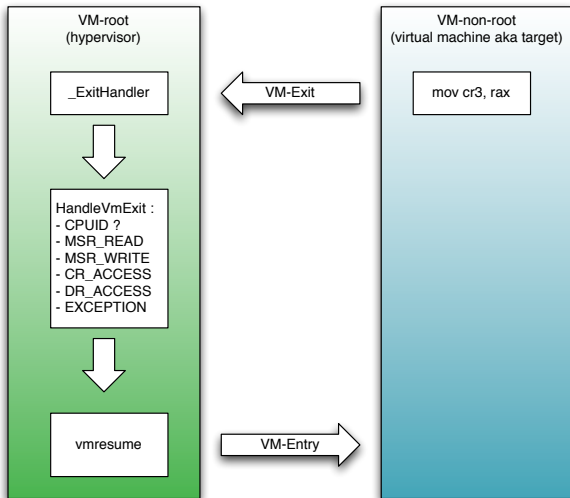 VM-root
(hypervisor)
VM-non-root
(virtual machine aka target)
_ExitHandler
VM-Exit
mov cr3, rax
HandleVmExit :
- CPUID ?
- MSR_READ
- MSR_WRITE
- CR_ACCESS
- DR_ACCESS
- EXCEPTION
vmresume
VM-Entry